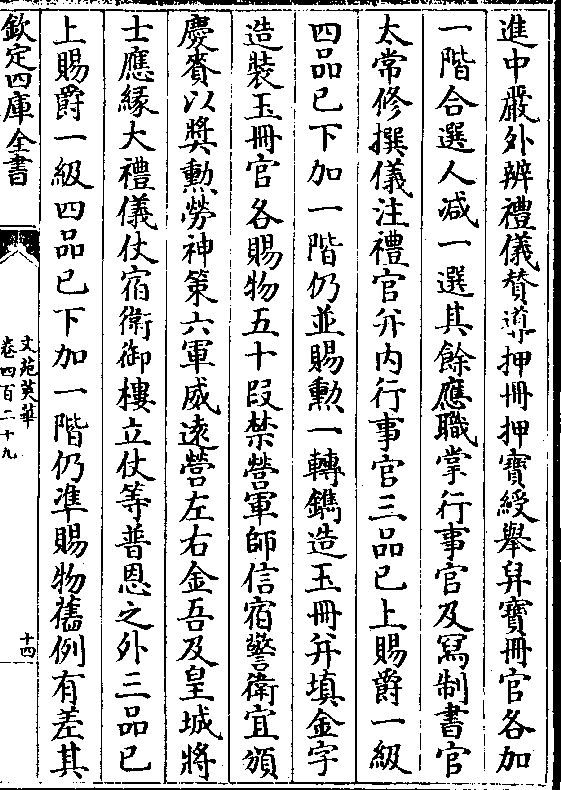 進中嚴外辨禮儀賛導押冊押寶綬舉舁寶冊官各加
一階合選人減一選其餘應職掌行事官及冩制書官
太常修撰儀注禮官并内行事官三品已上賜爵一級
四品已下加一階仍並賜勲一轉鐫造玉冊并填金字
造裝玉冊官各賜物五十段禁營軍師信宿警衛宜頒
慶賚以奬勲勞神策六軍威遠營左右金吾及皇城將
士應縁大禮儀仗宿衛御樓立仗等普恩之外三品已
上賜爵一級四品已下加一階仍準賜物舊例有差其
欽定四庫全書
文苑英華
卷四百二十九
十四